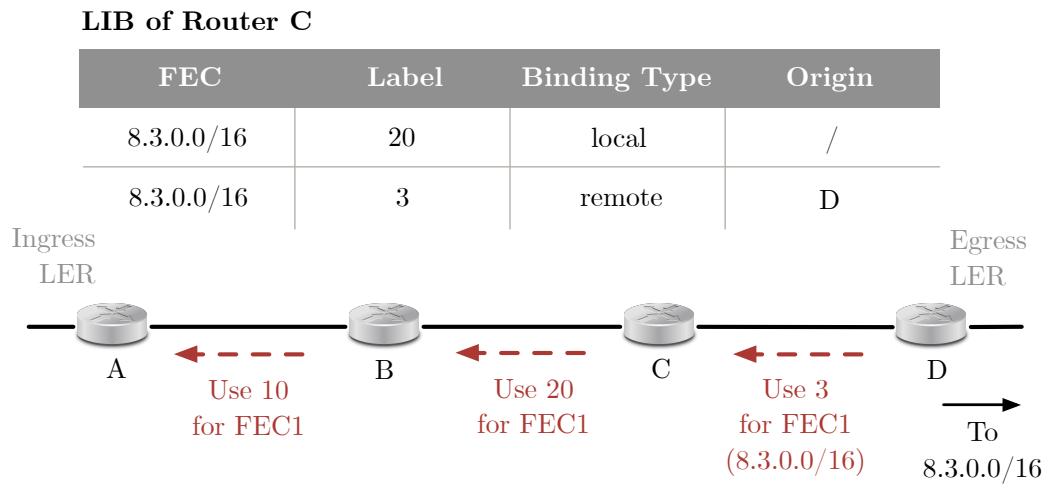 LIB of Router C
FEC Label Binding Type Origin
8.3.0.0/16 20 local /
8.3.0.0/16 3 remote D
Ingress
LER
Egress
LER
A
B
C
D
Use 10
for FEC1
Use 20
for FEC1
Use 3
for FEC1
(8.3.0.0/16)
To
8.3.0.0/16